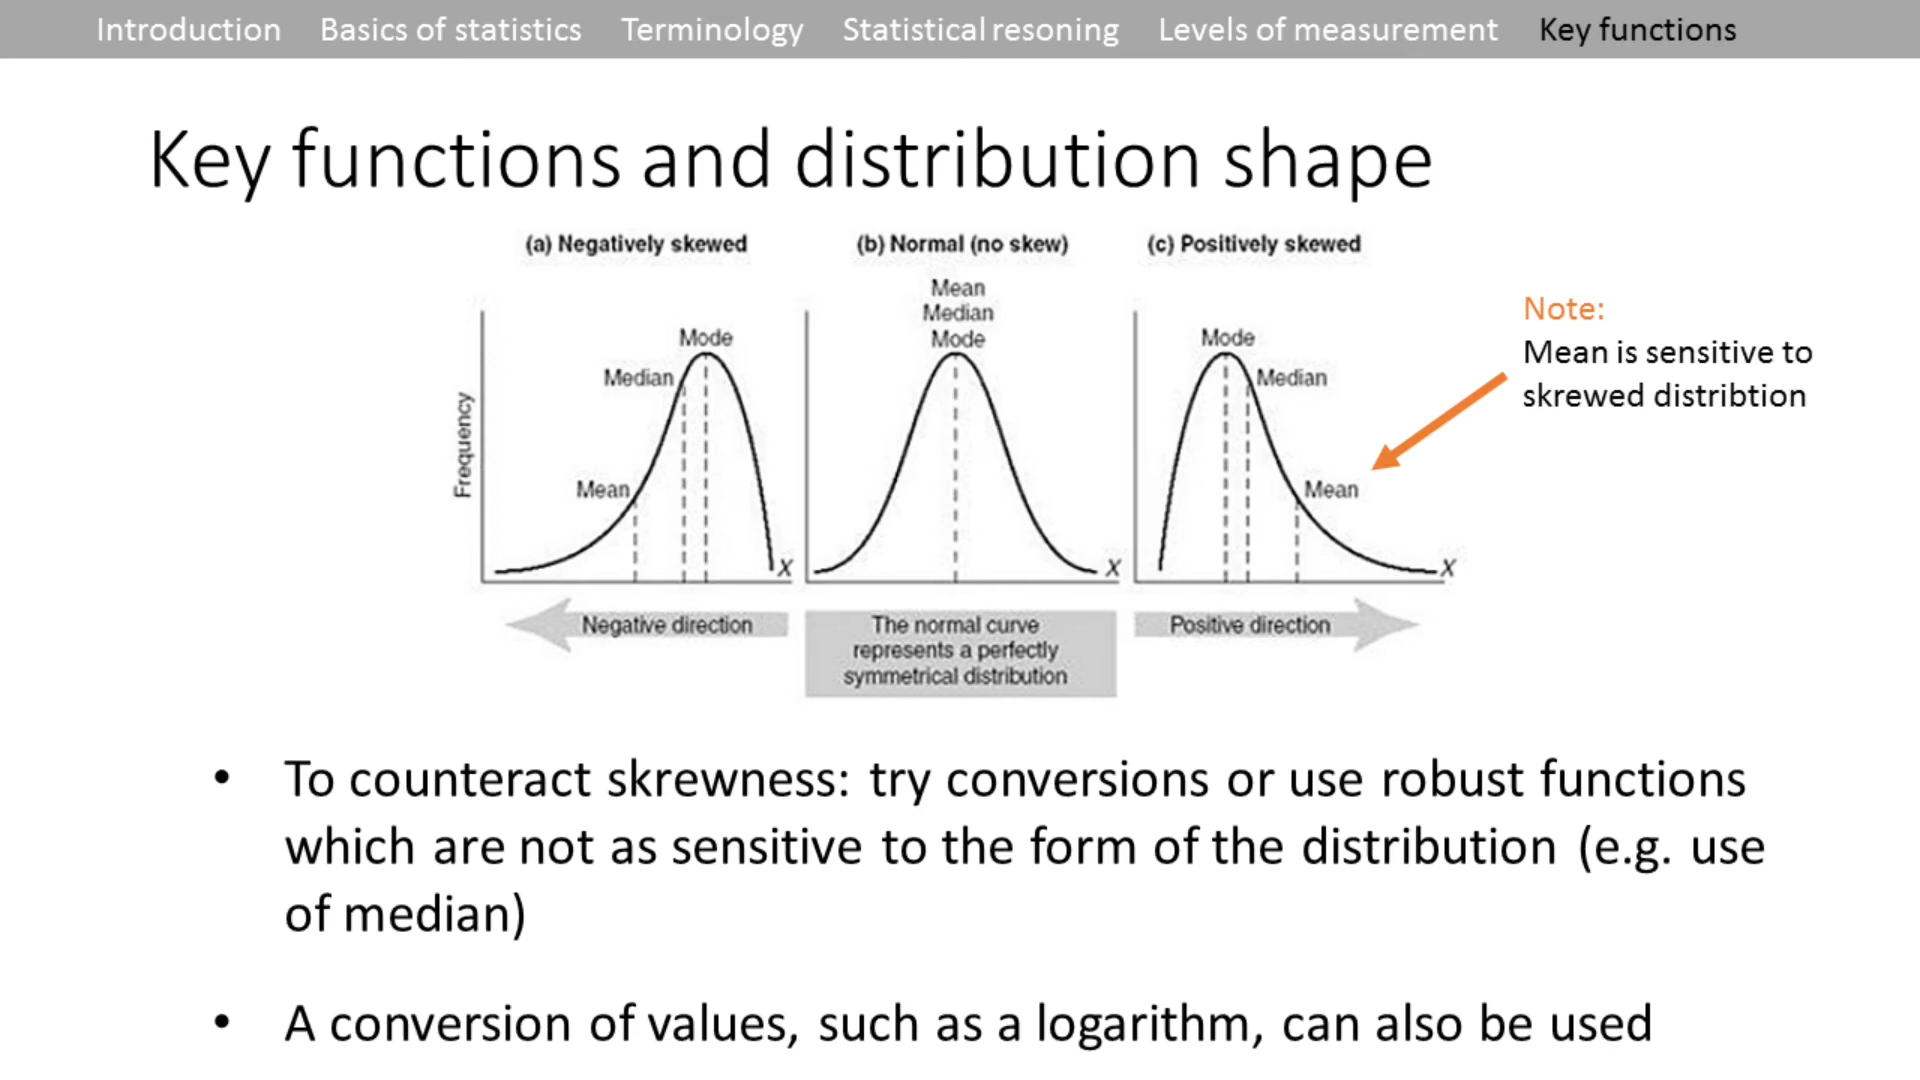 Introduction Basics of statistics Terminology Statistical resoning Levels of measurement Key functions
Key functions and distribution shape
(a) Negatively skewed
(b) Normal (no skew)
(c) Positively skewed
Mean
Median
Mode
Mode
Median
Mean
Frequency
X
X
Mode
Median
Mean
X
Note:
Mean is sensitive to
skrewed distribtion
Negative direction
The normal curve
represents a perfectly
symmetrical distribution
Positive direction
• To counteract skrewness: try conversions or use robust functions
which are not as sensitive to the form of the distribution (e.g. use
of median)
• A conversion of values, such as a logarithm, can also be used